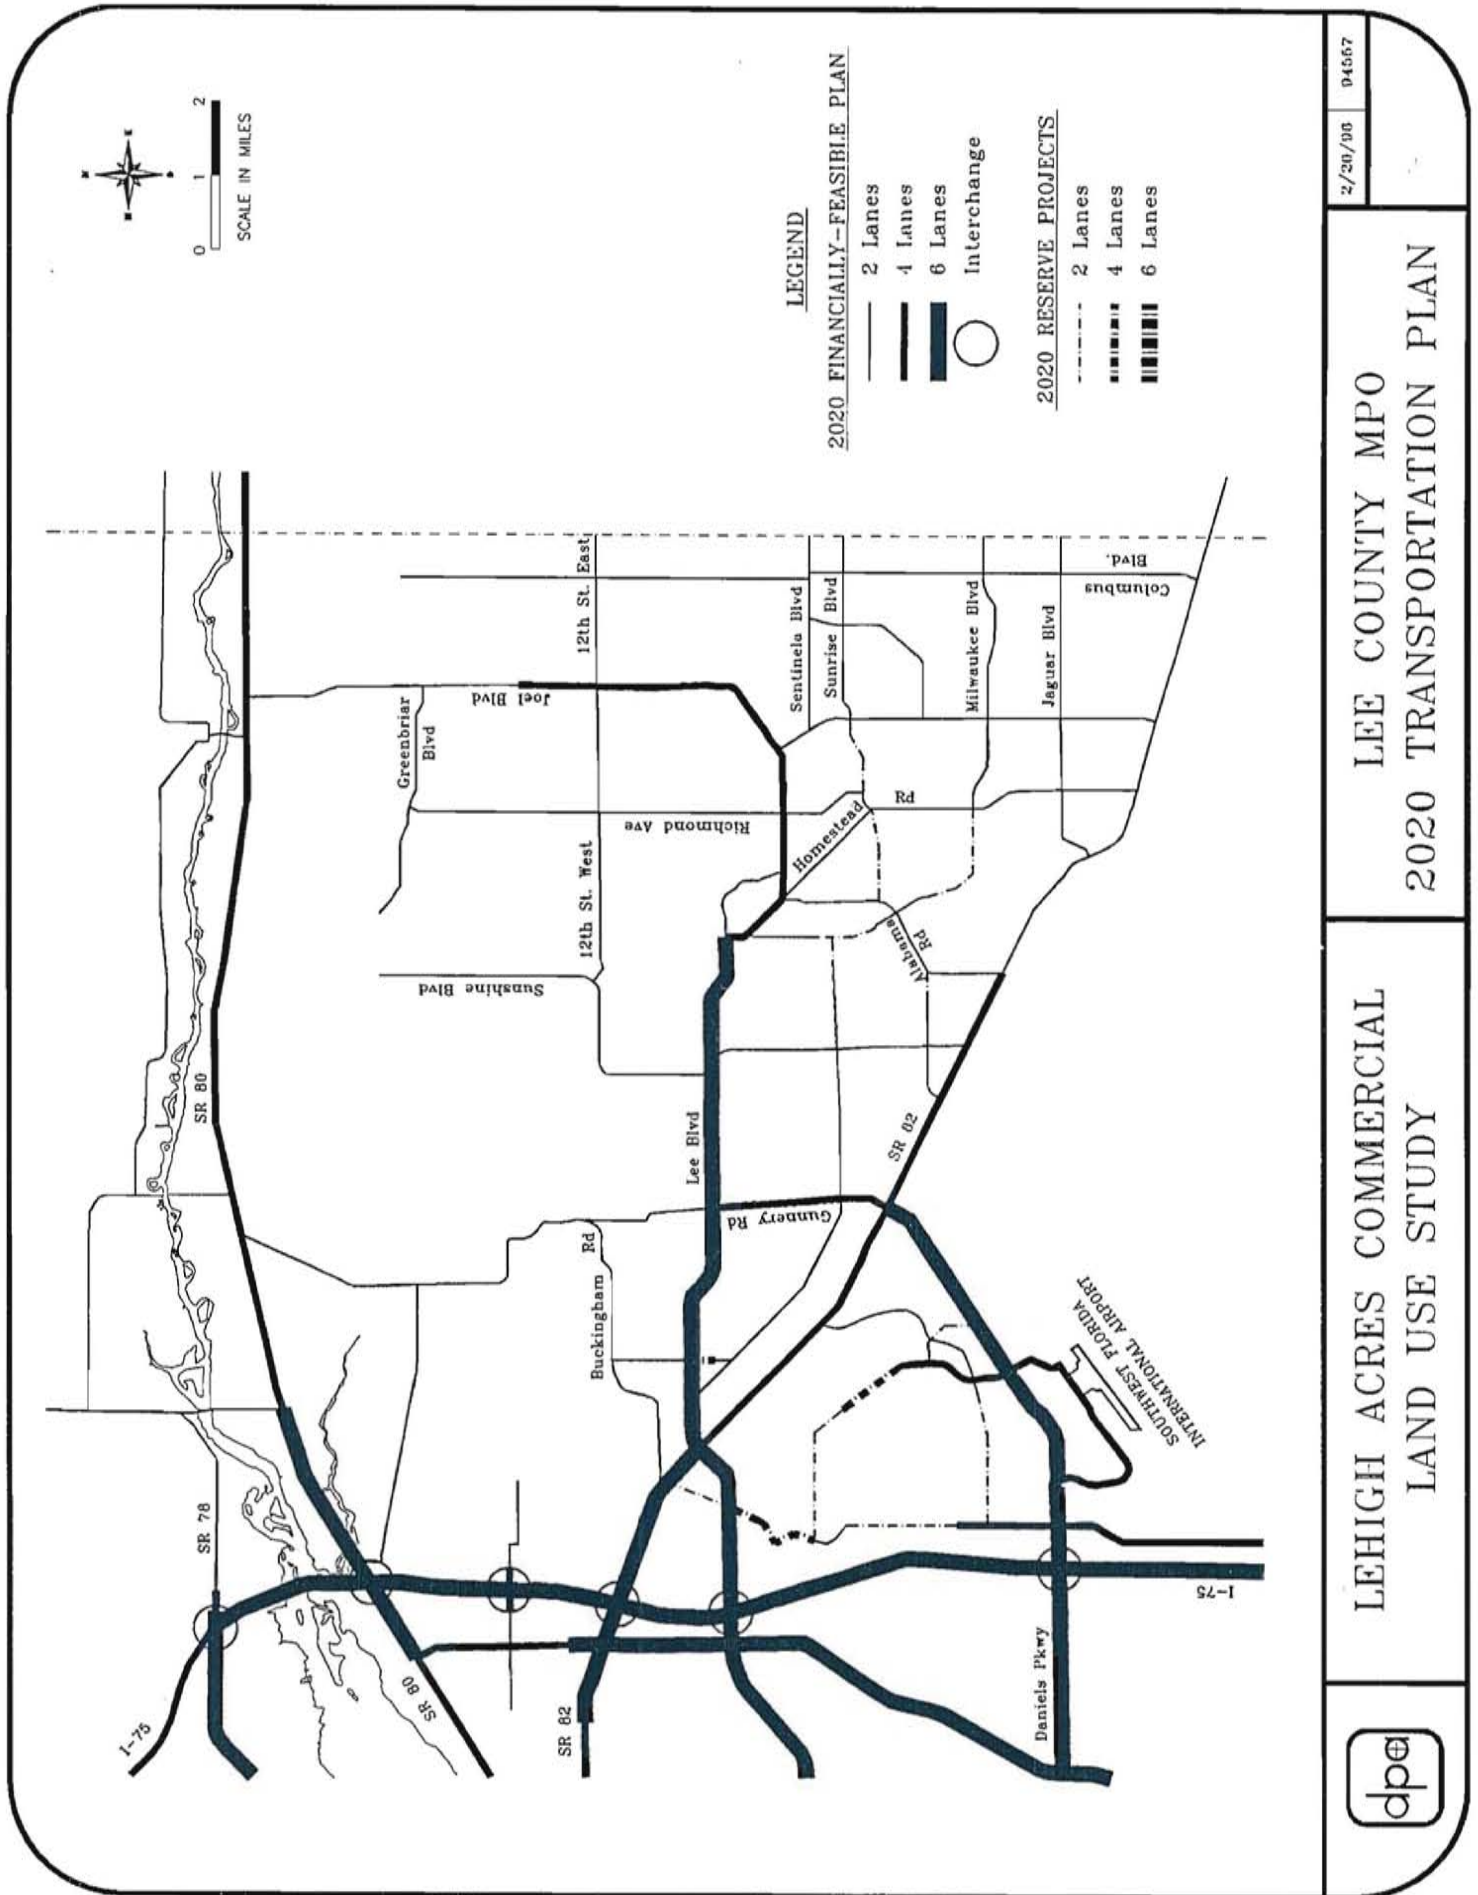 N
W
E
S
0 1 2
SCALE IN MILES
LEGEND
2020 FINANCIALLY-FEASIBLE PLAN
2 Lanes
4 Lanes
6 Lanes
Interchange
2020 RESERVE PROJECTS
2 Lanes
4 Lanes
6 Lanes
I-75
SR 78
SR 80
SR 80
SR 82
SR 82
Buckingham
Rd
Lee Blvd
Gunnery Rd
Sunshine Blvd
12th St. West
Greenbriar
Blvd
Joel Blvd
12th St. East
Richmond Ave
Homestead
Rd
Sentinela Blvd
Sunrise Blvd
Milwaukee Blvd
Jaguar Blvd
Columbus
Blvd.
Alabama
Rd
SOUTHWEST FLORIDA
INTERNATIONAL AIRPORT
Daniels Pkwy
I-75
dpa
LEHIGH ACRES COMMERCIAL
LAND USE STUDY
LEE COUNTY MPO
2020 TRANSPORTATION PLAN
2/20/96 94567